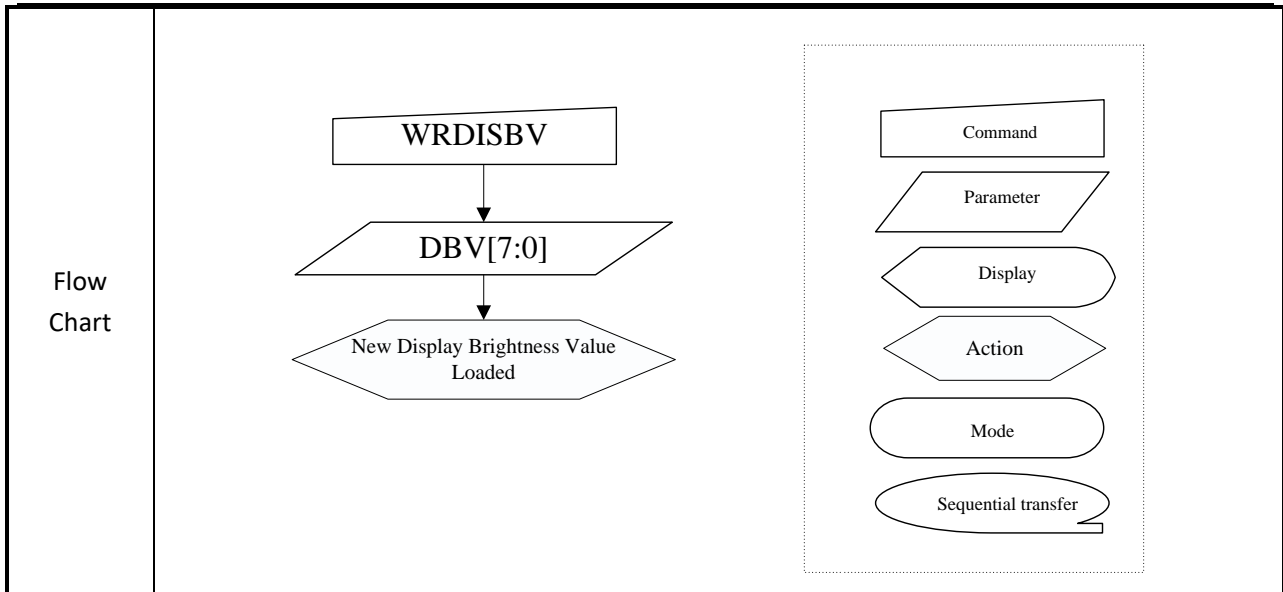 Flow
Chart
WRDISBV
DBV[7:0]
New Display Brightness Value
Loaded
Command
Parameter
Display
Action
Mode
Sequential transfer